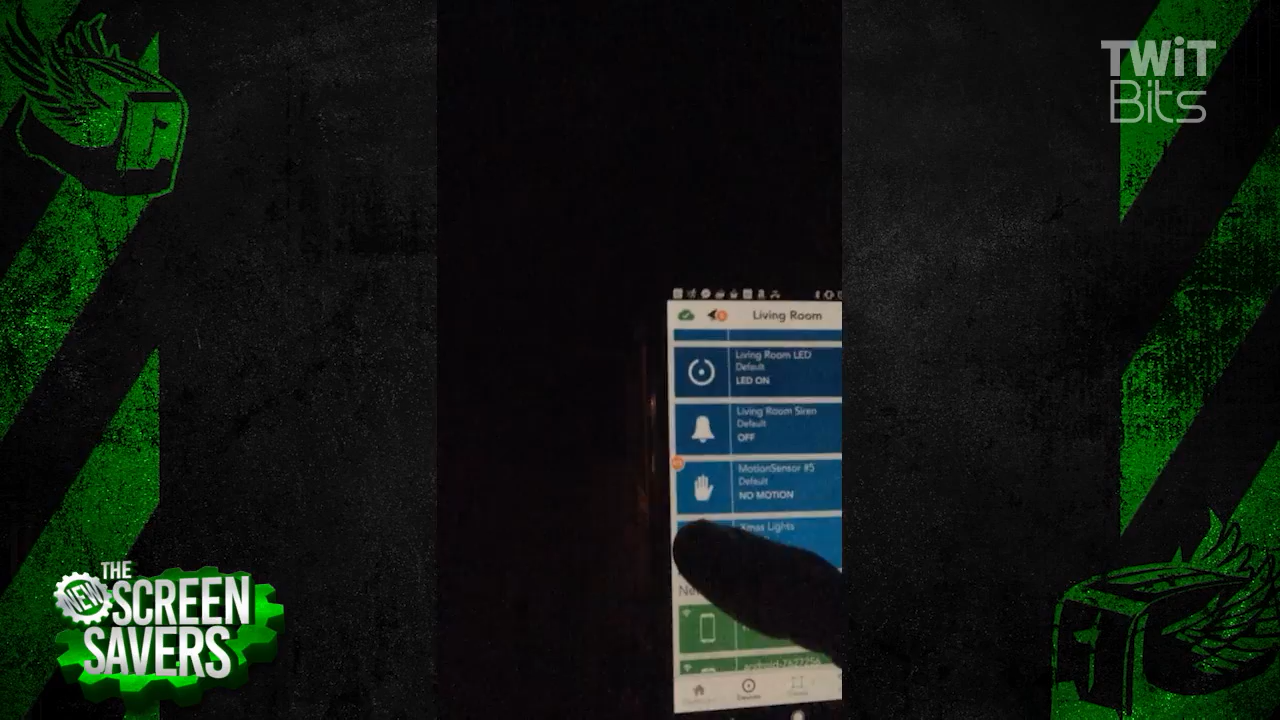 TWiT
Bits
Living Room
Living Room LED
Default
LED ON
Living Room Siren
Default
OFF
MotionSensor #5
Default
NO MOTION
Xmas Lights
THE
NEW
SCREEN
SAVERS